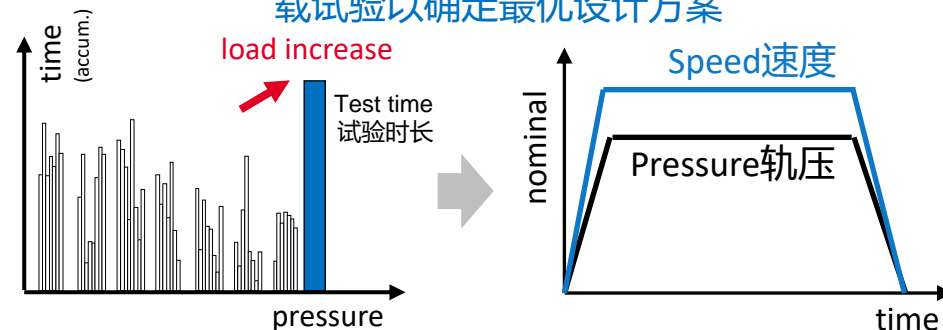 载试验以确定最优设计方案
time
(accum.)
load increase
Test time
试验时长
pressure
Speed速度
nominal
Pressure轨压
time